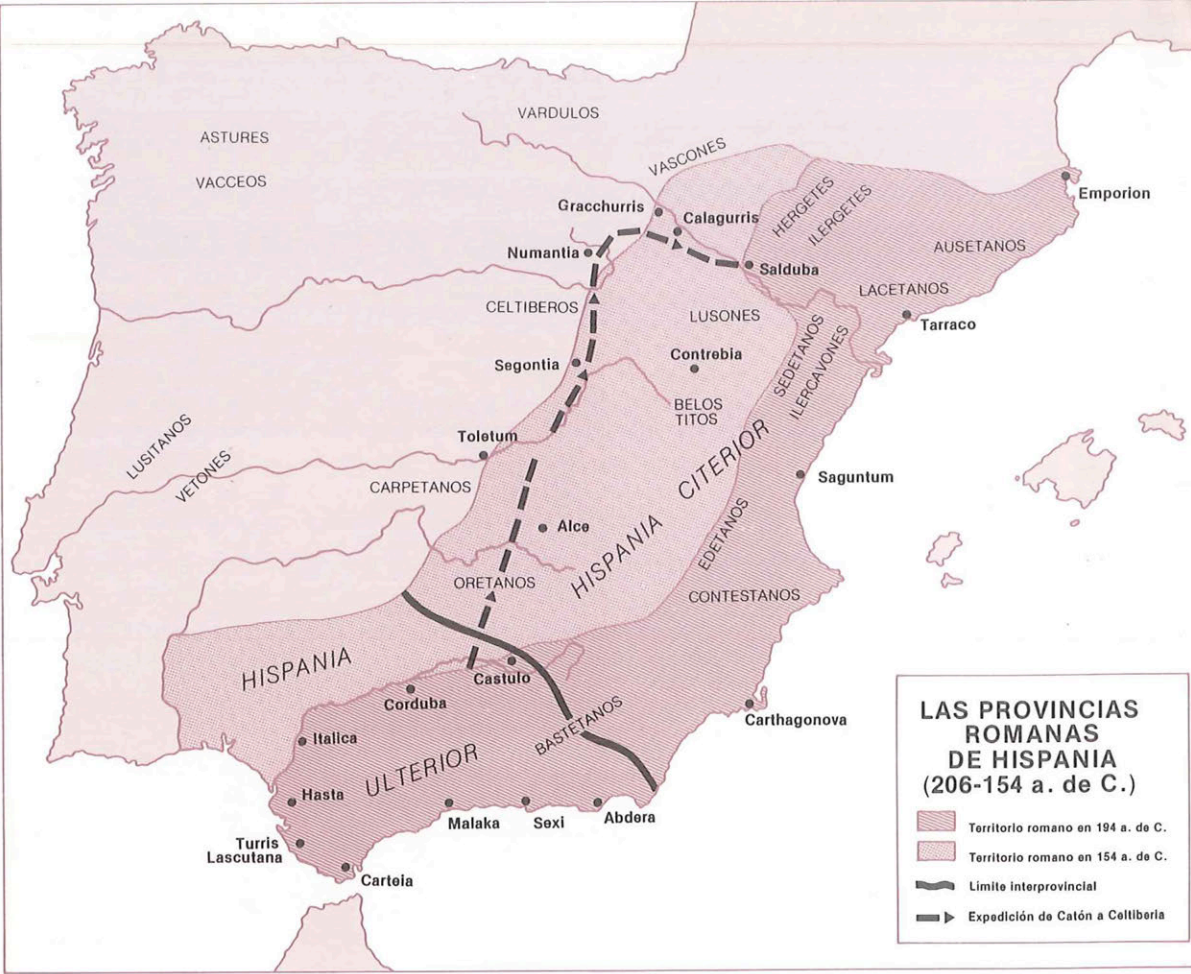 VARDULOS
ASTURES
VACCEOS
VASCONES
Gracchurris
Calagurris
HERGETES
ILERGETES
Emporion
Numantia
Salduba
AUSETANOS
LACETANOS
CELTIBEROS
LUSONES
Tarraco
Segontia
Contrebia
SEDETANOS
ILERCAVONES
BELOS
TITOS
Toletum
LUSITANOS
VETONES
CARPETANOS
Saguntum
Alce
HISPANIA CITERIOR
EDETANOS
ORETANOS
CONTESTANOS
HISPANIA
Castulo
Corduba
Carthagonova
BASTETANOS
Italica
ULTERIOR
Hasta
Malaka
Sexi
Abdera
Turris
Lascutana
Carteia
LAS PROVINCIAS
ROMANAS
DE HISPANIA
(206-154 a. de C.)
Territorio romano en 194 a. de C.
Territorio romano en 154 a. de C.
Limite interprovincial
Expedición de Catón a Celtiberia